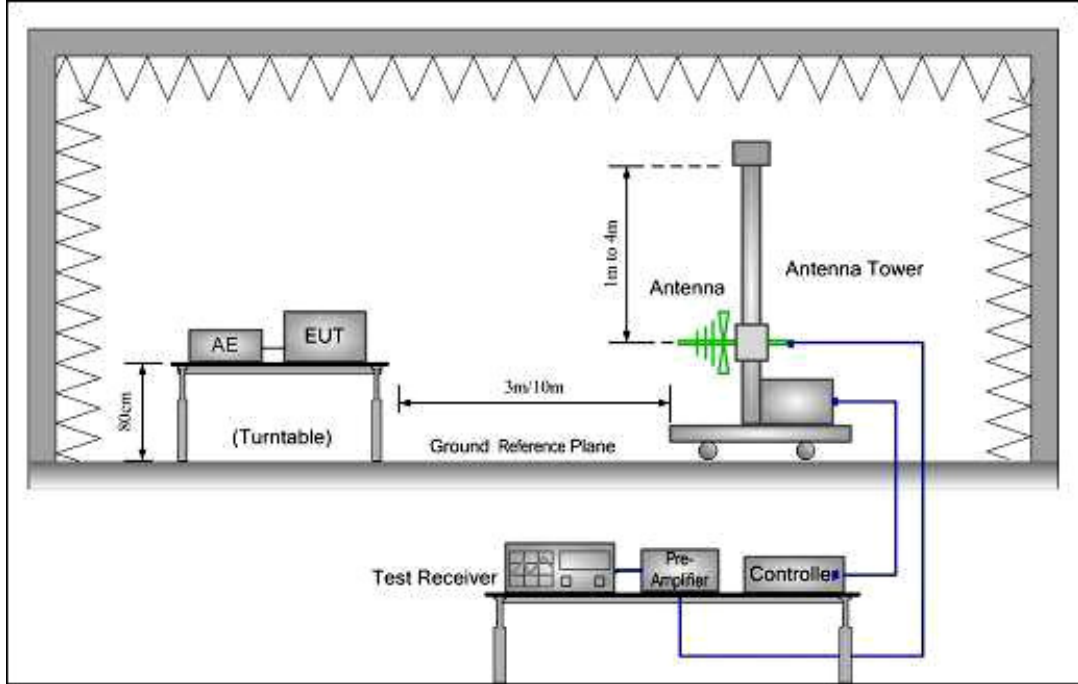 1m to 4m
Antenna Tower
Antenna
AE
EUT
80cm
3m/10m
(Turntable)
Ground Reference Plane
Test Receiver
Pre-
Amplifier
Controller